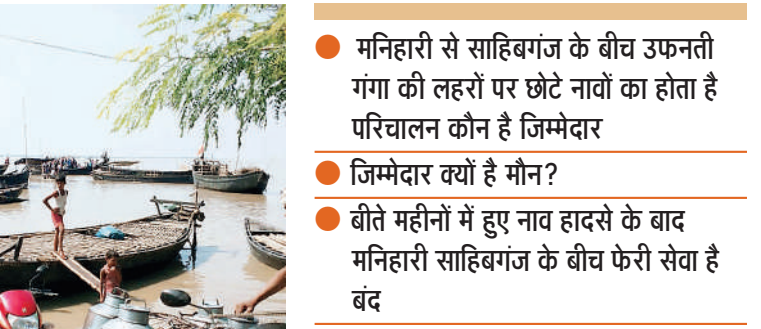 मनिहारी से साहिबगंज के बीच उफनती
गंगा की लहरों पर छोटे नावों का होता है
परिचालन कौन है जिम्मेदार
जिम्मेदार क्यों है मौन?
बीते महीनों में हुए नाव हादसे के बाद
मनिहारी साहिबगंज के बीच फेरी सेवा है
बंद